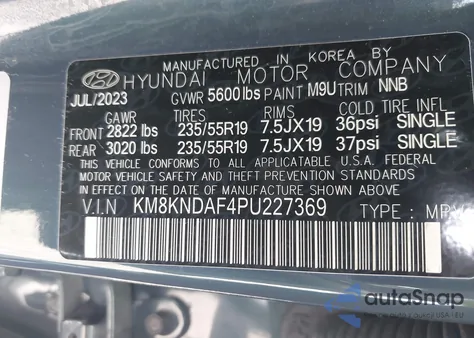 MANUFACTURED IN KOREA BY
HYUNDAI MOTOR COMPANY
JUL/2023 GVWR 5600lbs PAINT M9U TRIM NNB
GAWR TIRES RIMS COLD TIRE INFL
FRONT 2822 lbs 235/55R19 7.5JX19 36psi SINGLE
REAR 3020 lbs 235/55R19 7.5JX19 37psi SINGLE
THIS VEHICLE CONFORMS TO ALL APPLICABLE U.S.A. FEDERAL
MOTOR VEHICLE SAFETY, BUMPER, AND THEFT PREVENTION STANDARDS
IN EFFECT ON THE DATE OF MANUFACTURE SHOWN ABOVE.
V.I.N KM8KNDAF4PU227369 TYPE : MPV
autoSnap